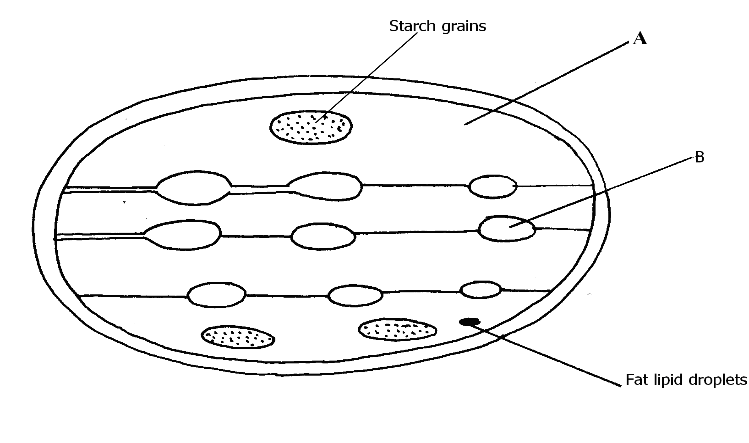 Starch grains
A
B
Fat lipid droplets